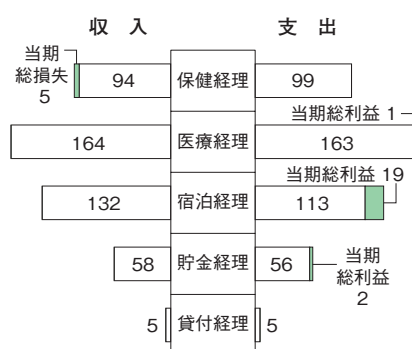 収 入 支 出
当期
総損失
5
94 保健経理 99
当期総利益 1
164 医療経理 163
当期総利益 19
132 宿泊経理 113
58 貯金経理 56
当期
総利益
2
5 貸付経理 5